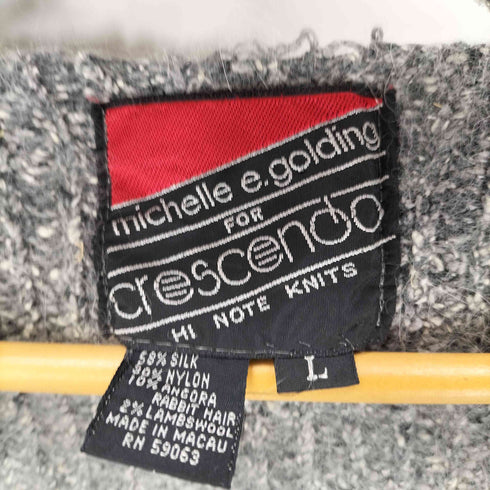 michelle e. golding
FOR
crescendo
HI NOTE KNITS
L
58% SILK
30% NYLON
10% ANGORA
RABBIT HAIR
2% LAMBSWOOL
MADE IN MACAU
RN 59063